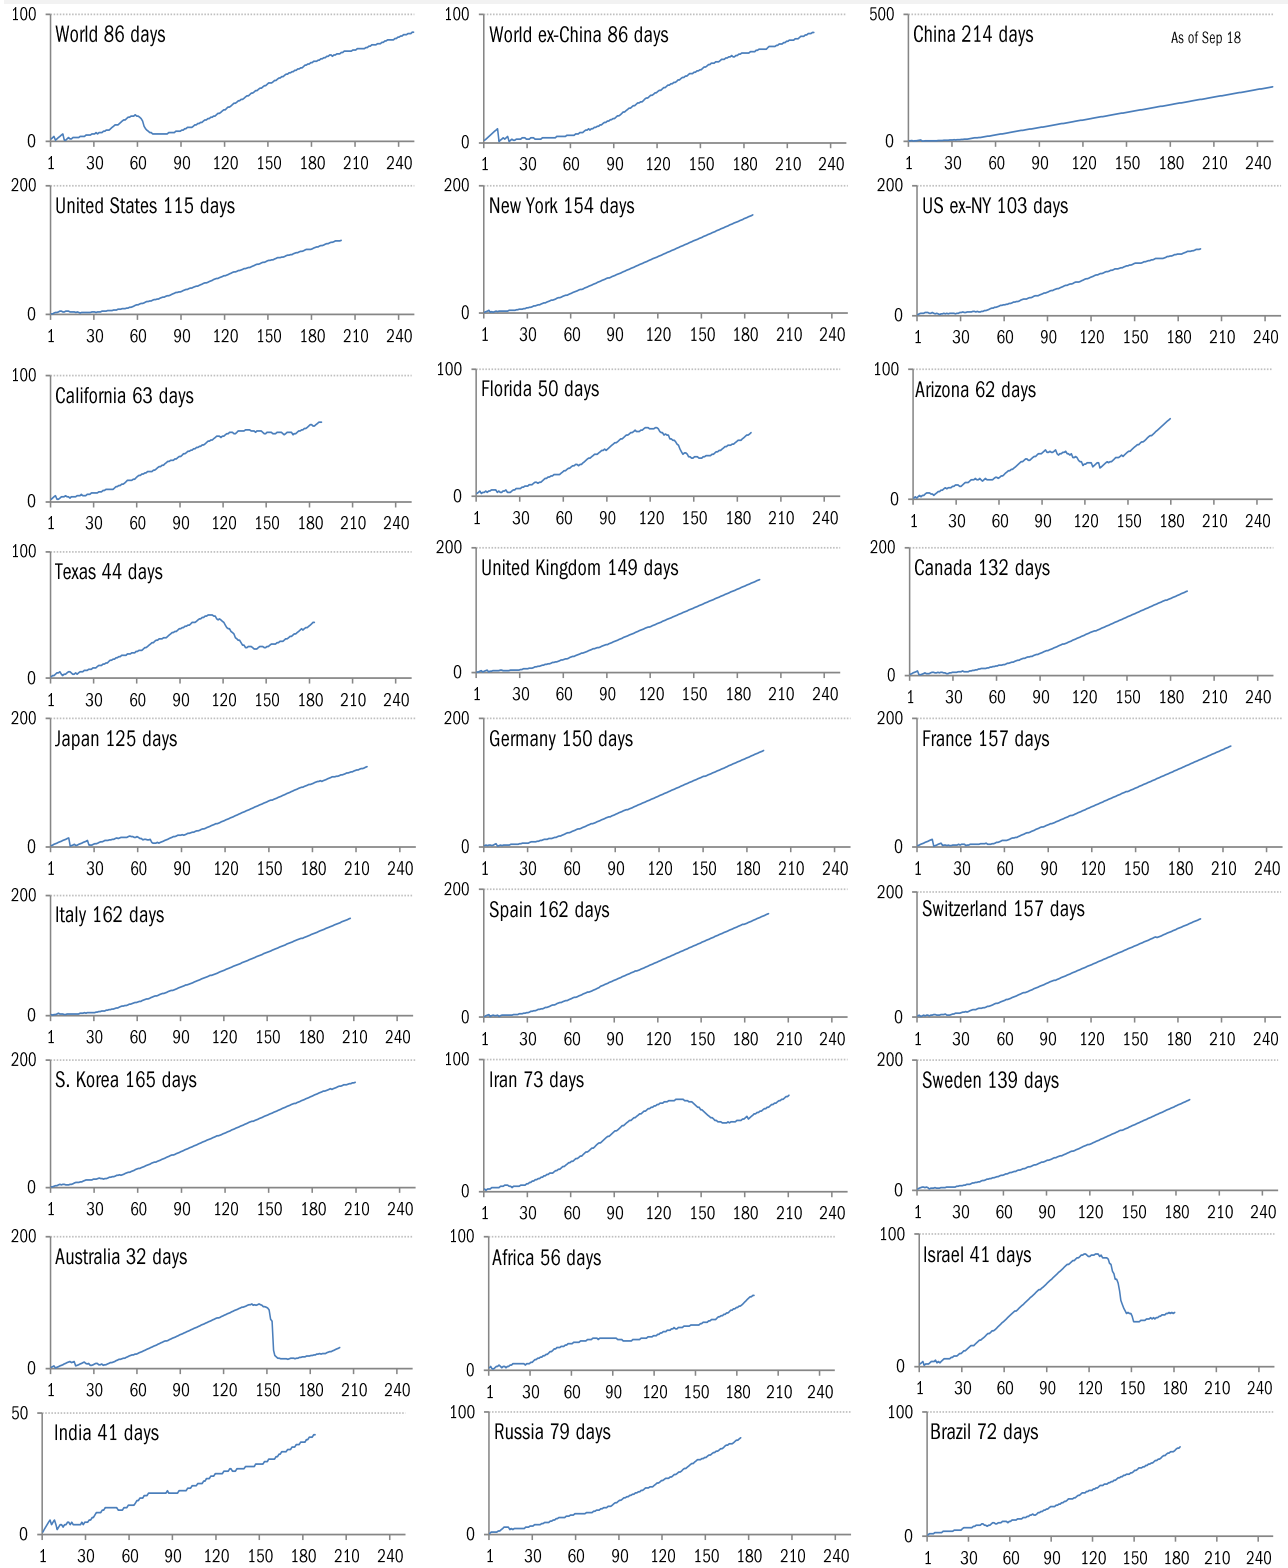 100
World 86 days
0
1 30 60 90 120 150 180 210 240
100
World ex-China 86 days
0
1 30 60 90 120 150 180 210 240
500
China 214 days
As of Sep 18
0
1 30 60 90 120 150 180 210 240
200
United States 115 days
0
1 30 60 90 120 150 180 210 240
200
New York 154 days
0
1 30 60 90 120 150 180 210 240
200
US ex-NY 103 days
0
1 30 60 90 120 150 180 210 240
100
California 63 days
0
1 30 60 90 120 150 180 210 240
100
Florida 50 days
0
1 30 60 90 120 150 180 210 240
100
Arizona 62 days
0
1 30 60 90 120 150 180 210 240
100
Texas 44 days
0
1 30 60 90 120 150 180 210 240
200
United Kingdom 149 days
0
1 30 60 90 120 150 180 210 240
200
Canada 132 days
0
1 30 60 90 120 150 180 210 240
200
Japan 125 days
0
1 30 60 90 120 150 180 210 240
200
Germany 150 days
0
1 30 60 90 120 150 180 210 240
200
France 157 days
0
1 30 60 90 120 150 180 210 240
200
Italy 162 days
0
1 30 60 90 120 150 180 210 240
200
Spain 162 days
0
1 30 60 90 120 150 180 210 240
200
Switzerland 157 days
0
1 30 60 90 120 150 180 210 240
200
S. Korea 165 days
0
1 30 60 90 120 150 180 210 240
100
Iran 73 days
0
1 30 60 90 120 150 180 210 240
200
Sweden 139 days
0
1 30 60 90 120 150 180 210 240
200
Australia 32 days
0
1 30 60 90 120 150 180 210 240
100
Africa 56 days
0
1 30 60 90 120 150 180 210 240
100
Israel 41 days
0
1 30 60 90 120 150 180 210 240
50
India 41 days
0
1 30 60 90 120 150 180 210 240
100
Russia 79 days
0
1 30 60 90 120 150 180 210 240
100
Brazil 72 days
0
1 30 60 90 120 150 180 210 240